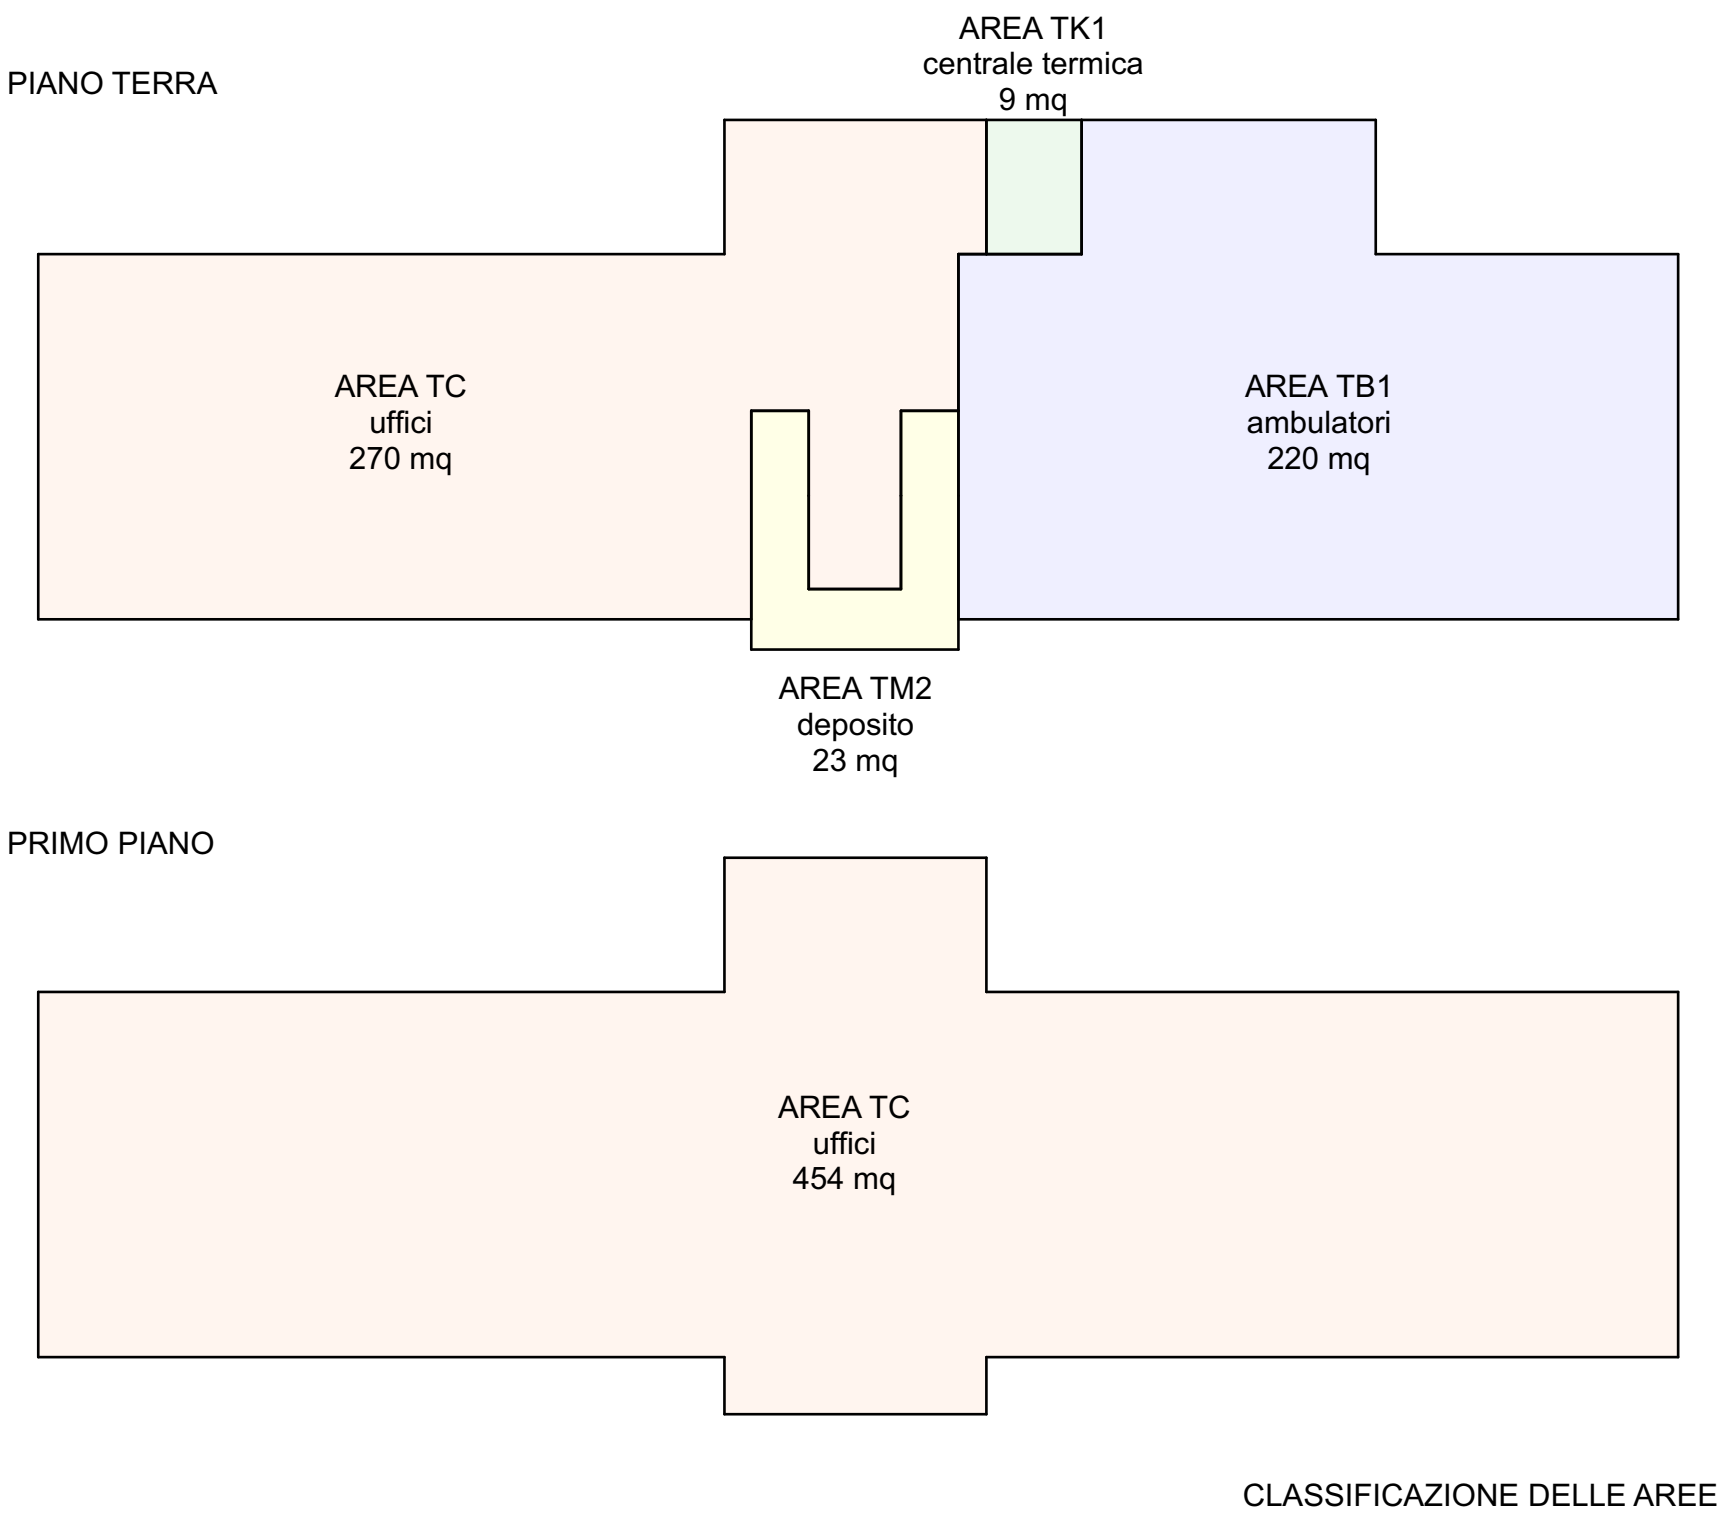 AREA TK1
centrale termica
9 mq
PIANO TERRA
AREA TC
uffici
270 mq
AREA TB1
ambulatori
220 mq
AREA TM2
deposito
23 mq
PRIMO PIANO
AREA TC
uffici
454 mq
CLASSIFICAZIONE DELLE AREE